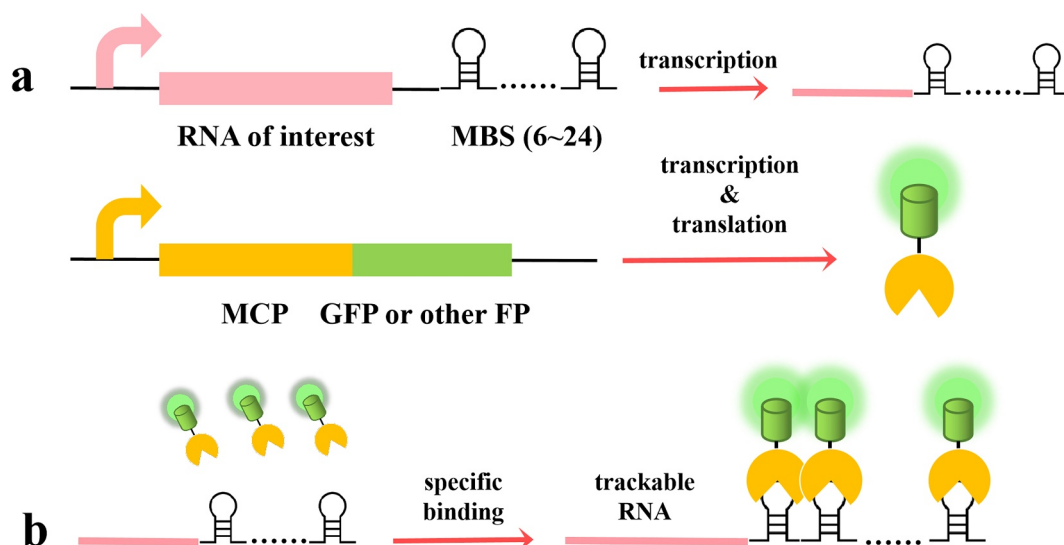 a
transcription
RNA of interest
MBS (6~24)
transcription
&
translation
MCP
GFP or other FP
b
specific
binding
trackable
RNA